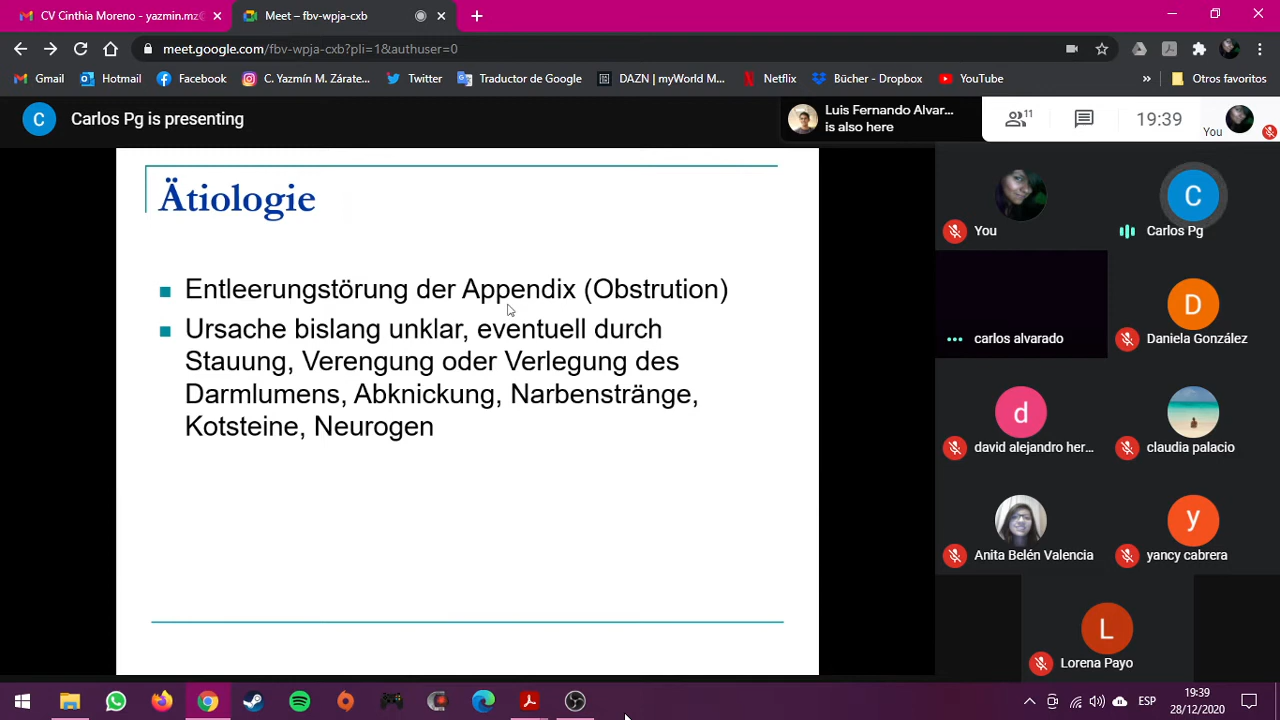 CV Cinthia Moreno - yazmin.mz
Meet – fbv-wpja-cxb
meet.google.com/fbv-wpja-cxb?pli=1&authuser=0
Gmail
Hotmail
Facebook
C. Yazmín M. Zárate...
Twitter
Traductor de Google
DAZN | myWorld M...
Netflix
Bücher - Dropbox
YouTube
»
Otros favoritos
C
Carlos Pg is presenting
Luis Fernando Alvar...
is also here
11
19:39
You
Ätiologie
Entleerungstörung der Appendix (Obstrution)
Ursache bislang unklar, eventuell durch
Stauung, Verengung oder Verlegung des
Darmlumens, Abknickung, Narbenstränge,
Kotsteine, Neurogen
You
C
Carlos Pg
carlos alvarado
D
Daniela González
d
david alejandro her...
claudia palacio
Anita Belén Valencia
y
yancy cabrera
L
Lorena Payo
ESP
19:39
28/12/2020